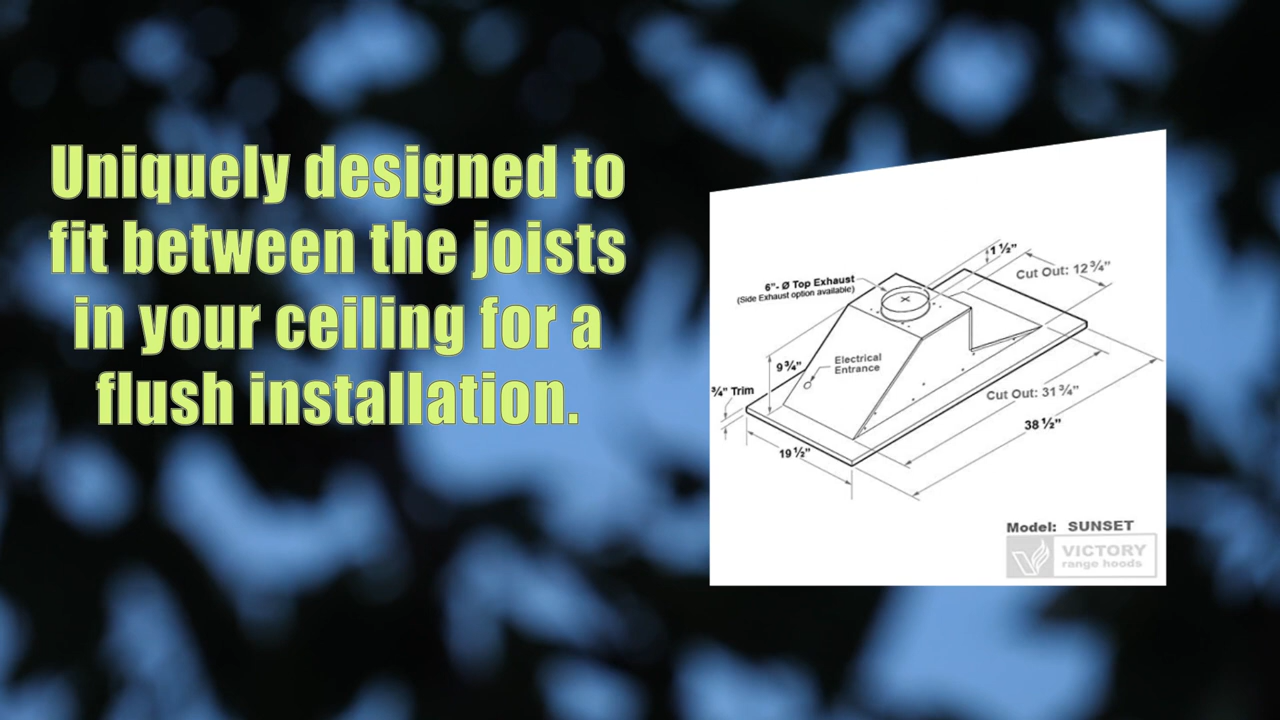 Uniquely designed to
fit between the joists
in your ceiling for a
flush installation.
1 ½”
Cut Out: 12 ¾”
6”- Ø Top Exhaust
(Side Exhaust option available)
9 ¾”
Electrical
Entrance
¾” Trim
Cut Out: 31 ¾”
38 ½”
19 ½”
Model: SUNSET
VICTORY
range hoods